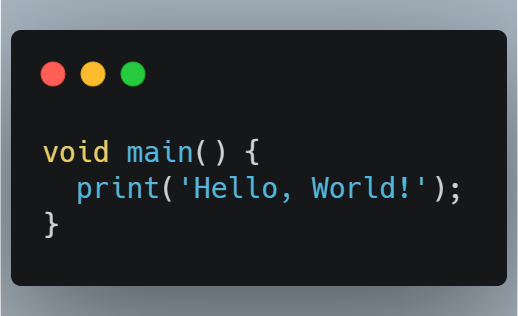 void main() {
  print('Hello, World!');
}